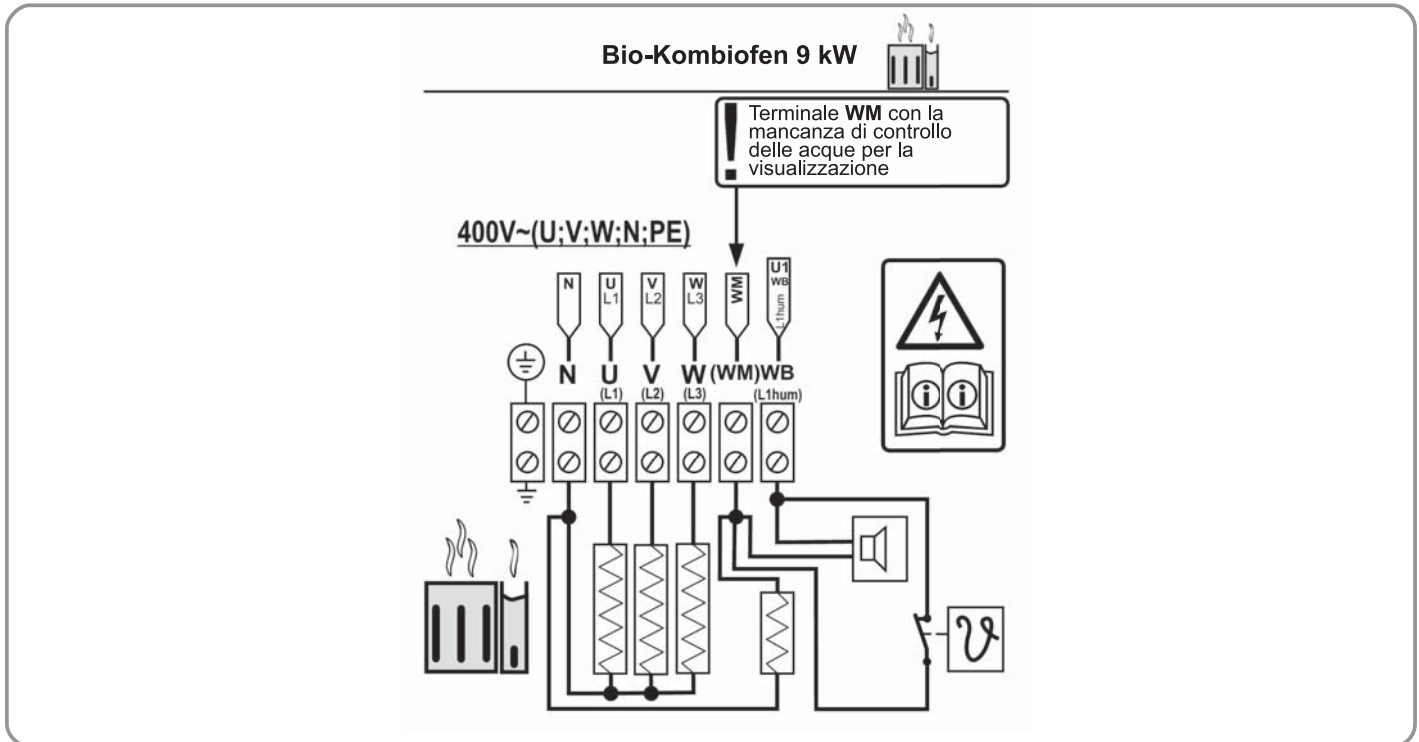 Bio-Kombiofen 9 kW
! Terminale WM con la
mancanza di controllo
delle acque per la
visualizzazione
400V~(U;V;W;N;PE)
N U V W WM U1
L1 L2 L3 WB
L1hum
N U V W (WM) WB
(L1) (L2) (L3) (L1hum)
i i
ϑ